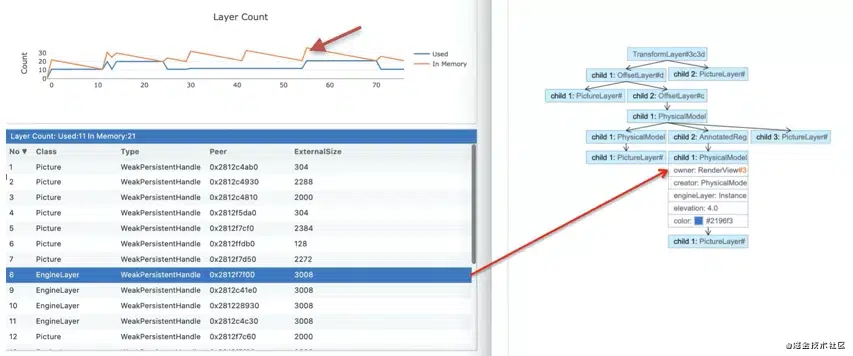 Layer Count
Count
30
20
10
0
0
10
20
30
40
50
60
70
Used
In Memory
Layer Count: Used:11 In Memory:21
No ▼ Class Type Peer ExternalSize
1 Picture WeakPersistentHandle 0x2812c4ab0 304
2 Picture WeakPersistentHandle 0x2812c4930 2288
3 Picture WeakPersistentHandle 0x2812c4810 2000
4 Picture WeakPersistentHandle 0x2812f5da0 304
5 Picture WeakPersistentHandle 0x2812f7cf0 2384
6 Picture WeakPersistentHandle 0x2812ffdb0 128
7 Picture WeakPersistentHandle 0x2812f7d50 2272
8 EngineLayer WeakPersistentHandle 0x2812f7f00 3008
9 EngineLayer WeakPersistentHandle 0x2812c41e0 3008
10 EngineLayer WeakPersistentHandle 0x281228930 3008
11 EngineLayer WeakPersistentHandle 0x2812c4c30 3008
12 Picture WeakPersistentHandle 0x2812f7c60 2000
TransformLayer#3c3d
child 1: OffsetLayer#d
child 2: PictureLayer#
child 1: PictureLayer#
child 2: OffsetLayer#c
child 1: PhysicalModel
child 1: PhysicalModel
child 2: AnnotatedReg
child 3: PictureLayer#
child 1: PictureLayer#
child 1: PhysicalModel
owner: RenderView#3
creator: PhysicalMode
engineLayer: Instance
elevation: 4.0
color: #2196f3
child 1: PictureLayer#
@掘金技术社区